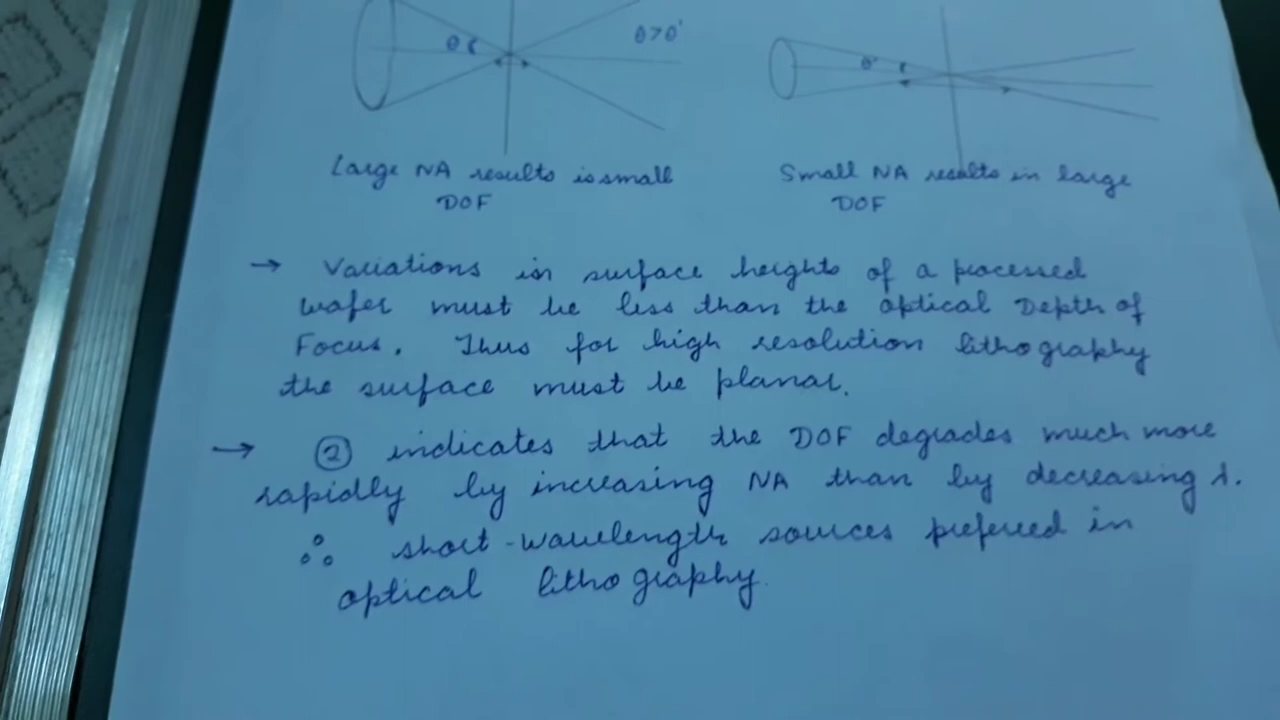 θ
θ>θ'
θ'
Large NA results is small
DOF
Small NA results in large
DOF
→ Variations in surface heights of a processed
wafer must be less than the optical Depth of
Focus. Thus for high resolution lithography
the surface must be planar.
→ ② indicates that the DOF degrades much more
rapidly by increasing NA than by decreasing λ.
∴ short-wavelength sources preferred in
optical lithography.